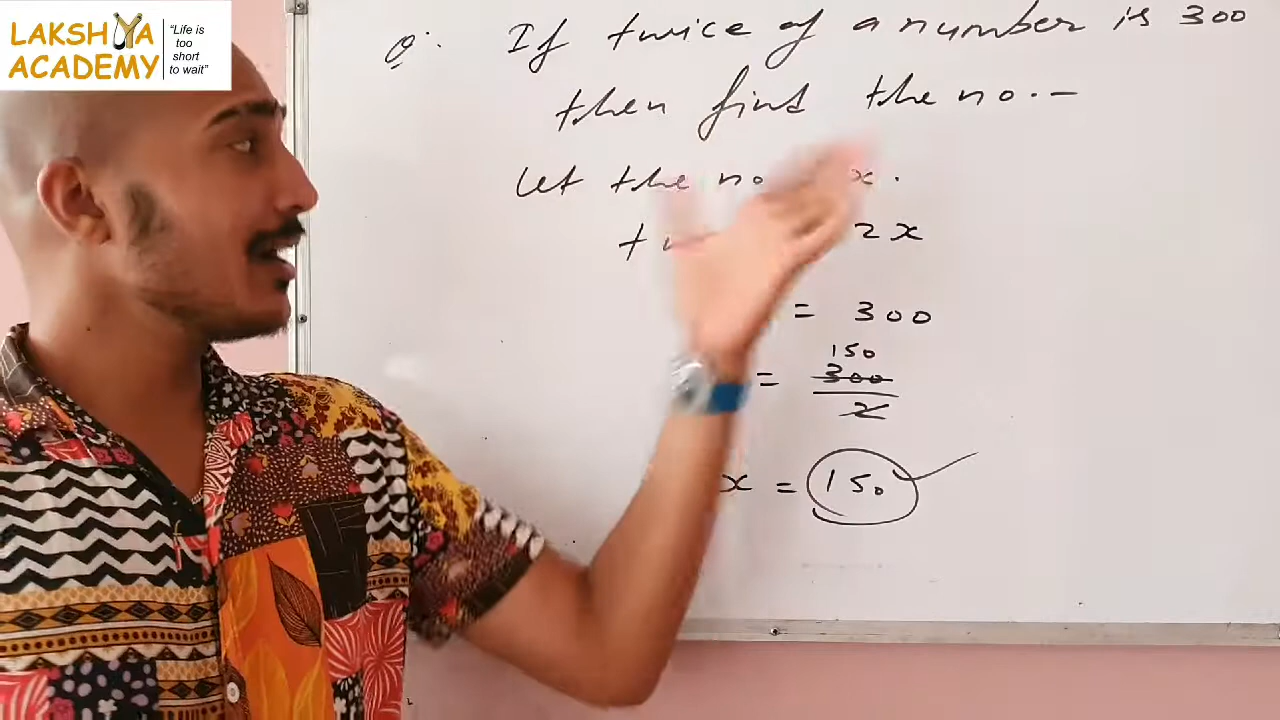 LAKSHYA
ACADEMY
"Life is
too
short
to wait"
Q. If twice of a number is 300
then find the no. -
Let the no x.
2x
= 300
150
= 300
2
x = 150